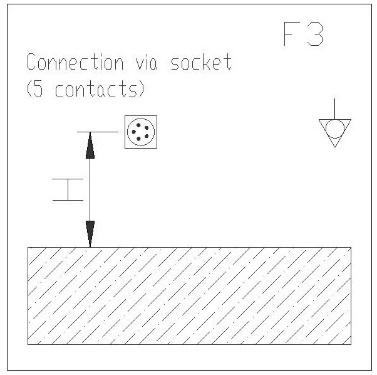 F3
Connection via socket
(5 contacts)
H